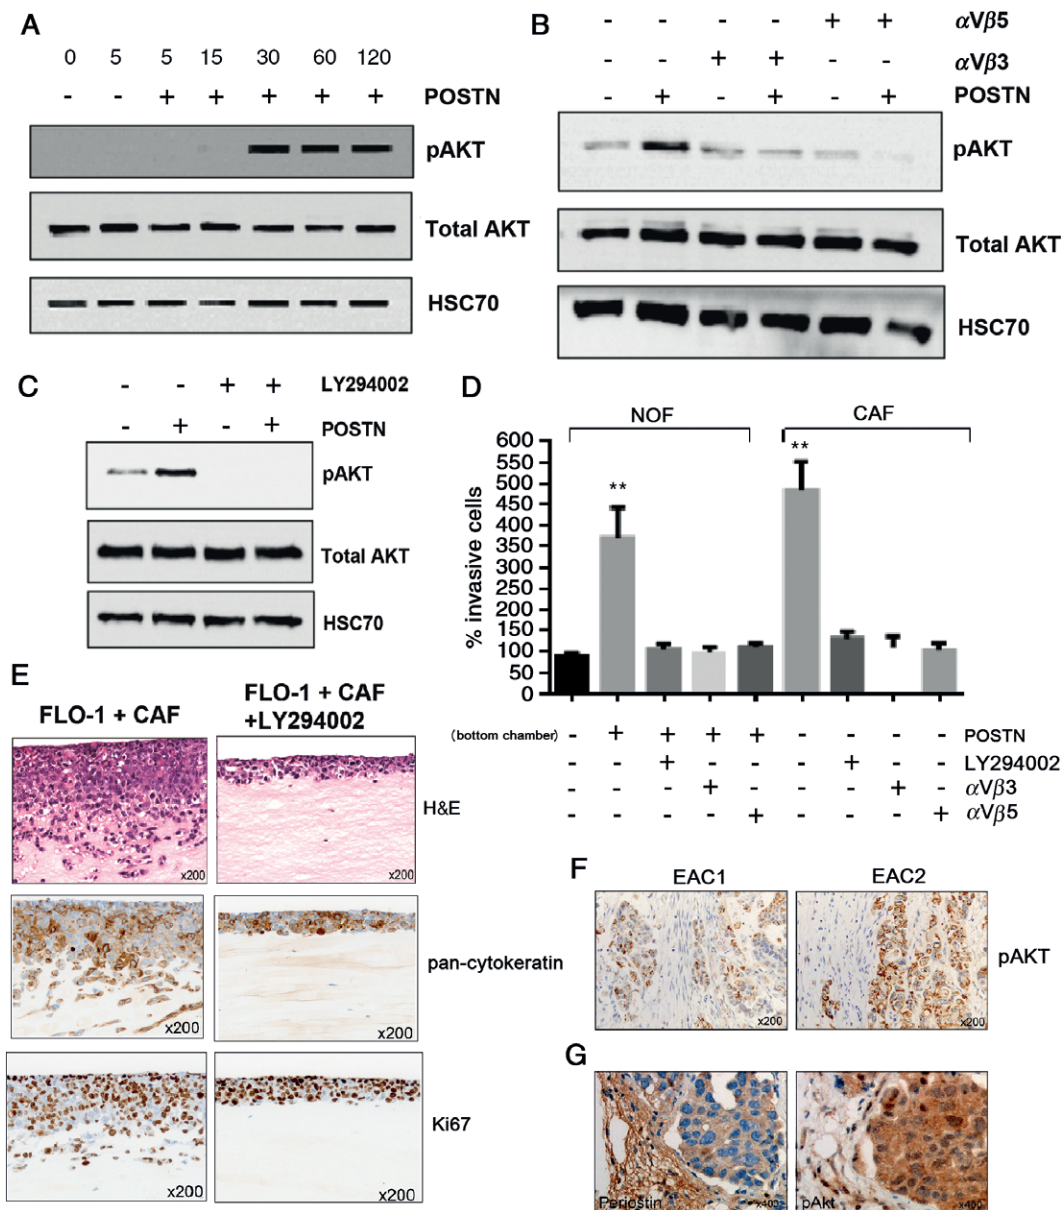 A
0 5 5 15 30 60 120
- - + + + + + POSTN
pAKT
Total AKT
HSC70
B
- - - - + + αVβ5
- - + + - - αVβ3
- + - + - + POSTN
pAKT
Total AKT
HSC70
C
- - + + LY294002
- + - + POSTN
pAKT
Total AKT
HSC70
D
NOF CAF
600
550
500
450
400
350
300
250
200
150
100
50
0
% invasive cells
**
**
(bottom chamber) - + + + + - - - - POSTN
- - + - - - + - - LY294002
- - - + - - - + - αVβ3
- - - - + - - - + αVβ5
E
FLO-1 + CAF
FLO-1 + CAF
+LY294002
x200 x200 H&E
x200 x200 pan-cytokeratin
x200 x200 Ki67
F
EAC1 EAC2
x200 x200 pAKT
G
Periostin x400 pAkt x400